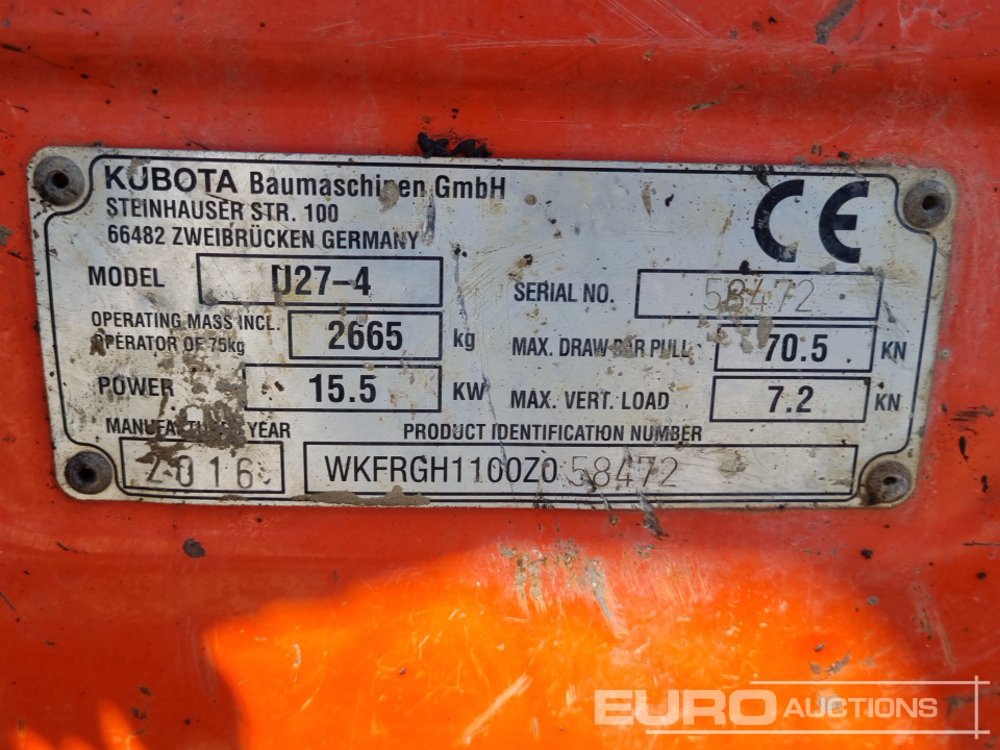 KUBOTA Baumaschinen GmbH
STEINHAUSER STR. 100
66482 ZWEIBRÜCKEN GERMANY
CE
MODEL U27-4
SERIAL NO. 58472
OPERATING MASS INCL.
OPERATOR OF 75kg 2665 kg
MAX. DRAW BAR PULL 70.5 KN
POWER 15.5 KW
MAX. VERT. LOAD 7.2 KN
MANUFACTURE YEAR
2016
PRODUCT IDENTIFICATION NUMBER
WKFRGH1100Z058472
EURO AUCTIONS